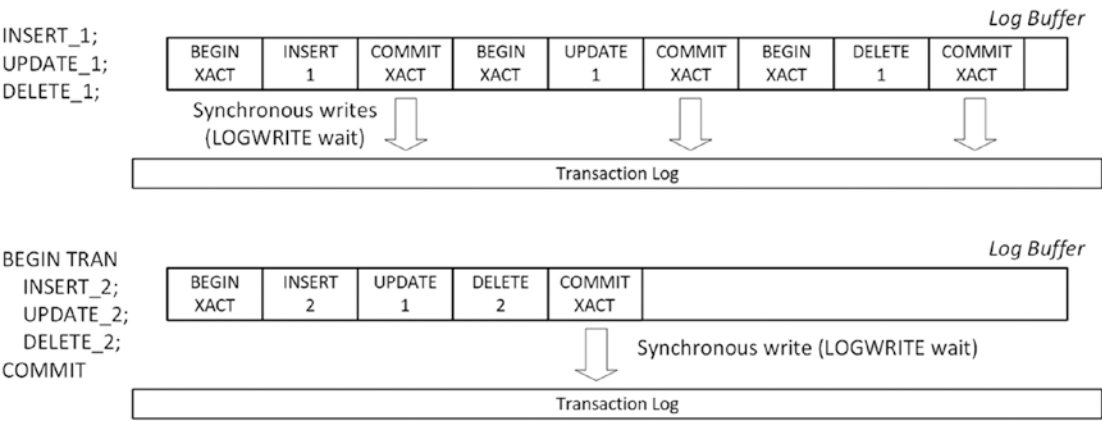 Log Buffer
INSERT_1;
UPDATE_1;
DELETE_1;
BEGIN XACT
INSERT 1
COMMIT XACT
BEGIN XACT
UPDATE 1
COMMIT XACT
BEGIN XACT
DELETE 1
COMMIT XACT
Synchronous writes
(LOGWRITE wait)
Transaction Log
Log Buffer
BEGIN TRAN
INSERT_2;
UPDATE_2;
DELETE_2;
COMMIT
BEGIN XACT
INSERT 2
UPDATE 1
DELETE 2
COMMIT XACT
Synchronous write (LOGWRITE wait)
Transaction Log